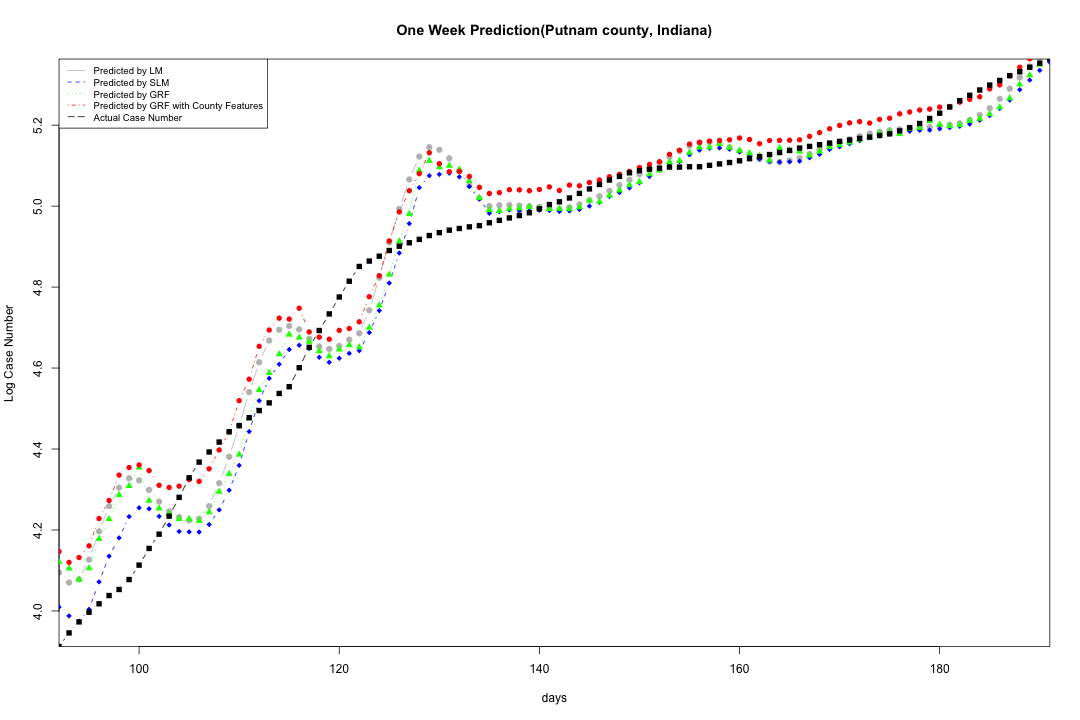 One Week Prediction(Putnam county, Indiana)
Predicted by LM
Predicted by SLM
Predicted by GRF
Predicted by GRF with County Features
Actual Case Number
Log Case Number
5.2
5.0
4.8
4.6
4.4
4.2
4.0
100 120 140 160 180
days